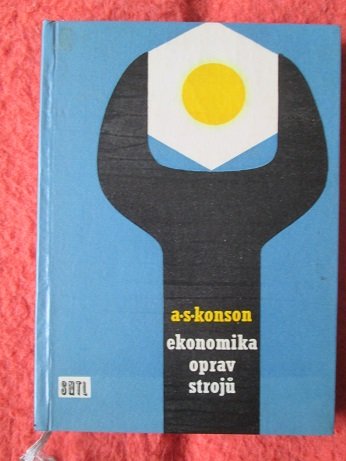 a-s-konson
ekonomika
oprav
strojů
SNTL